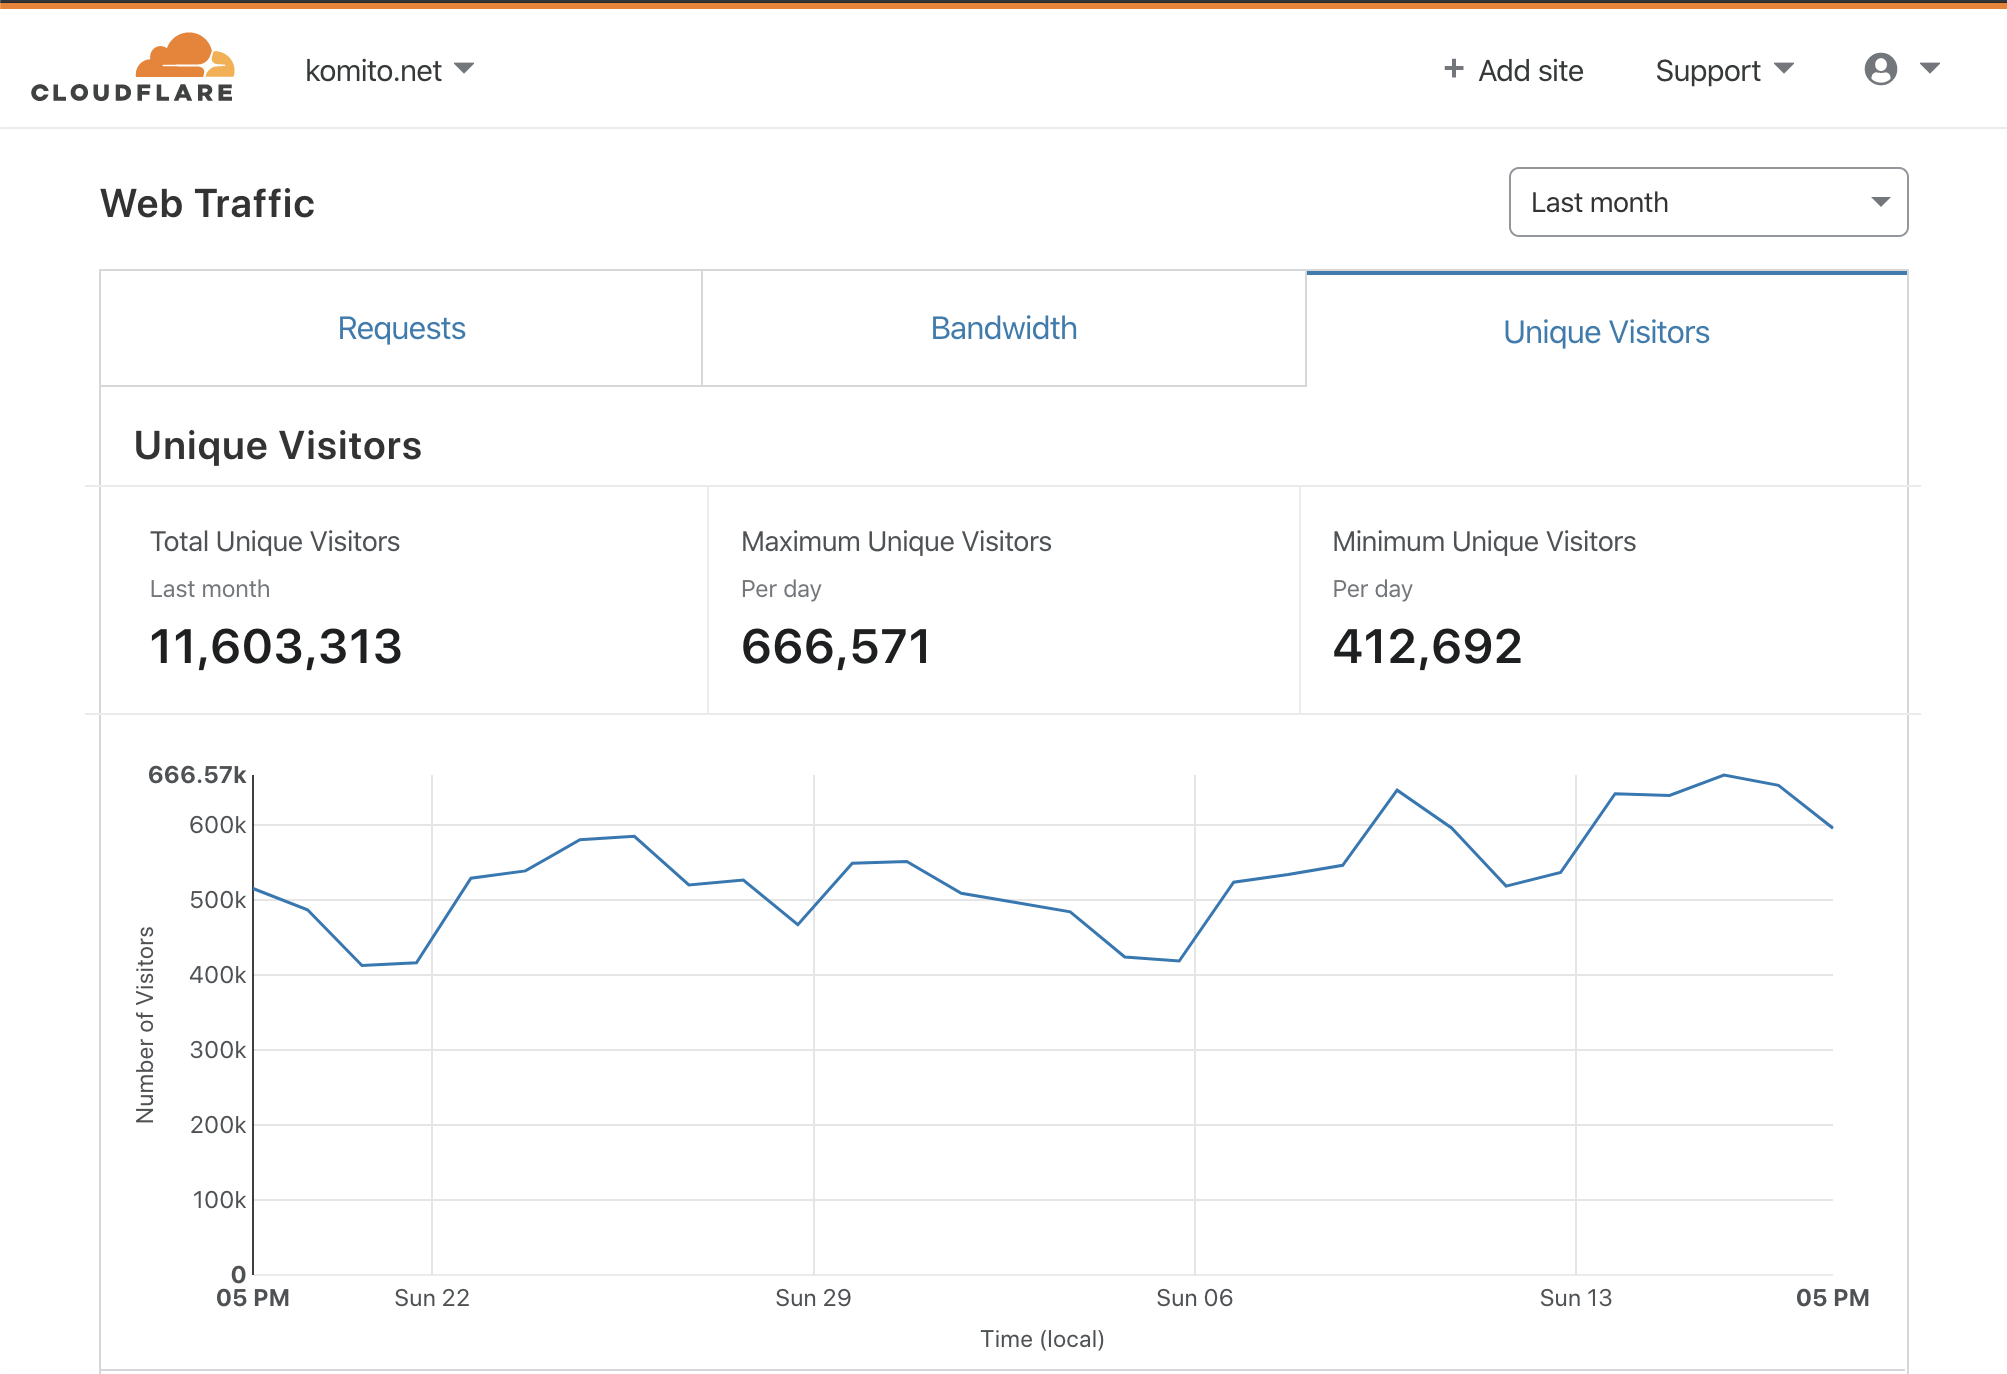 CLOUDFLARE
komito.net
+ Add site
Support
Web Traffic
Last month
Requests
Bandwidth
Unique Visitors
Unique Visitors
Total Unique Visitors
Last month
11,603,313
Maximum Unique Visitors
Per day
666,571
Minimum Unique Visitors
Per day
412,692
Number of Visitors
666.57k
600k
500k
400k
300k
200k
100k
0
05 PM
Sun 22
Sun 29
Sun 06
Sun 13
05 PM
Time (local)